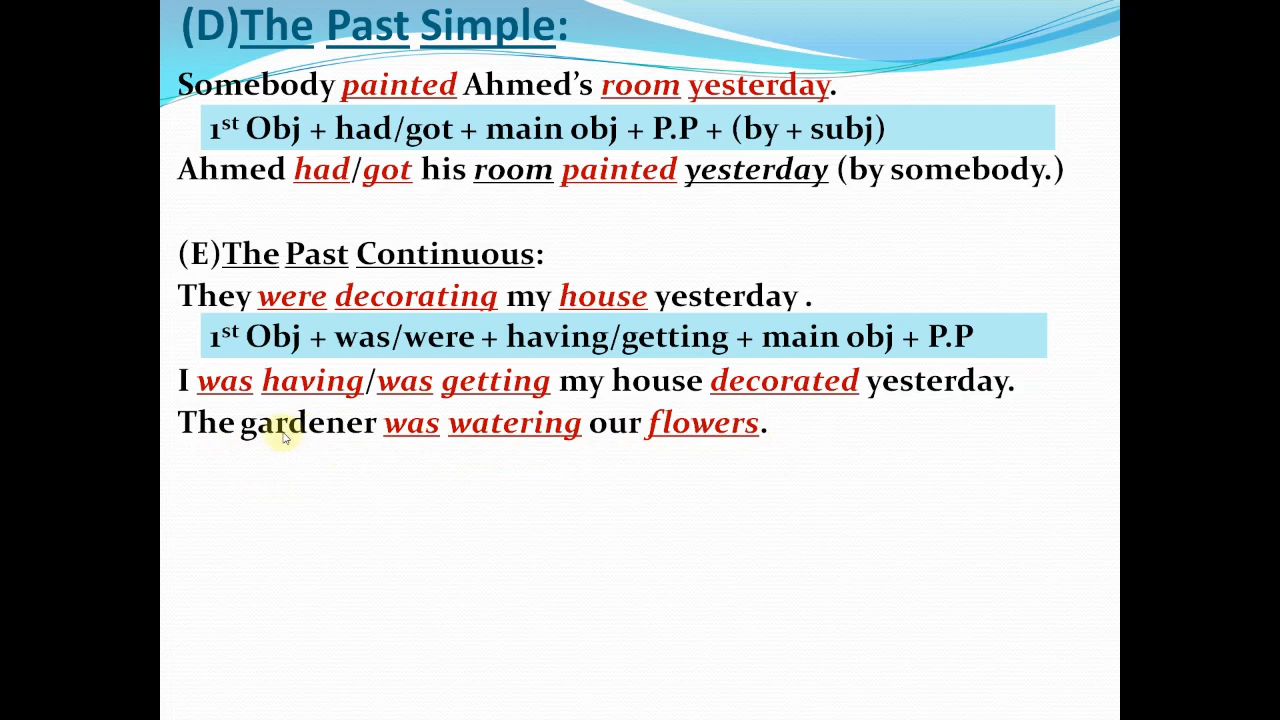 (D)The Past Simple:
Somebody painted Ahmed’s room yesterday.
1st Obj + had/got + main obj + P.P + (by + subj)
Ahmed had/got his room painted yesterday (by somebody.)
(E)The Past Continuous:
They were decorating my house yesterday .
1st Obj + was/were + having/getting + main obj + P.P
I was having/was getting my house decorated yesterday.
The gardener was watering our flowers.